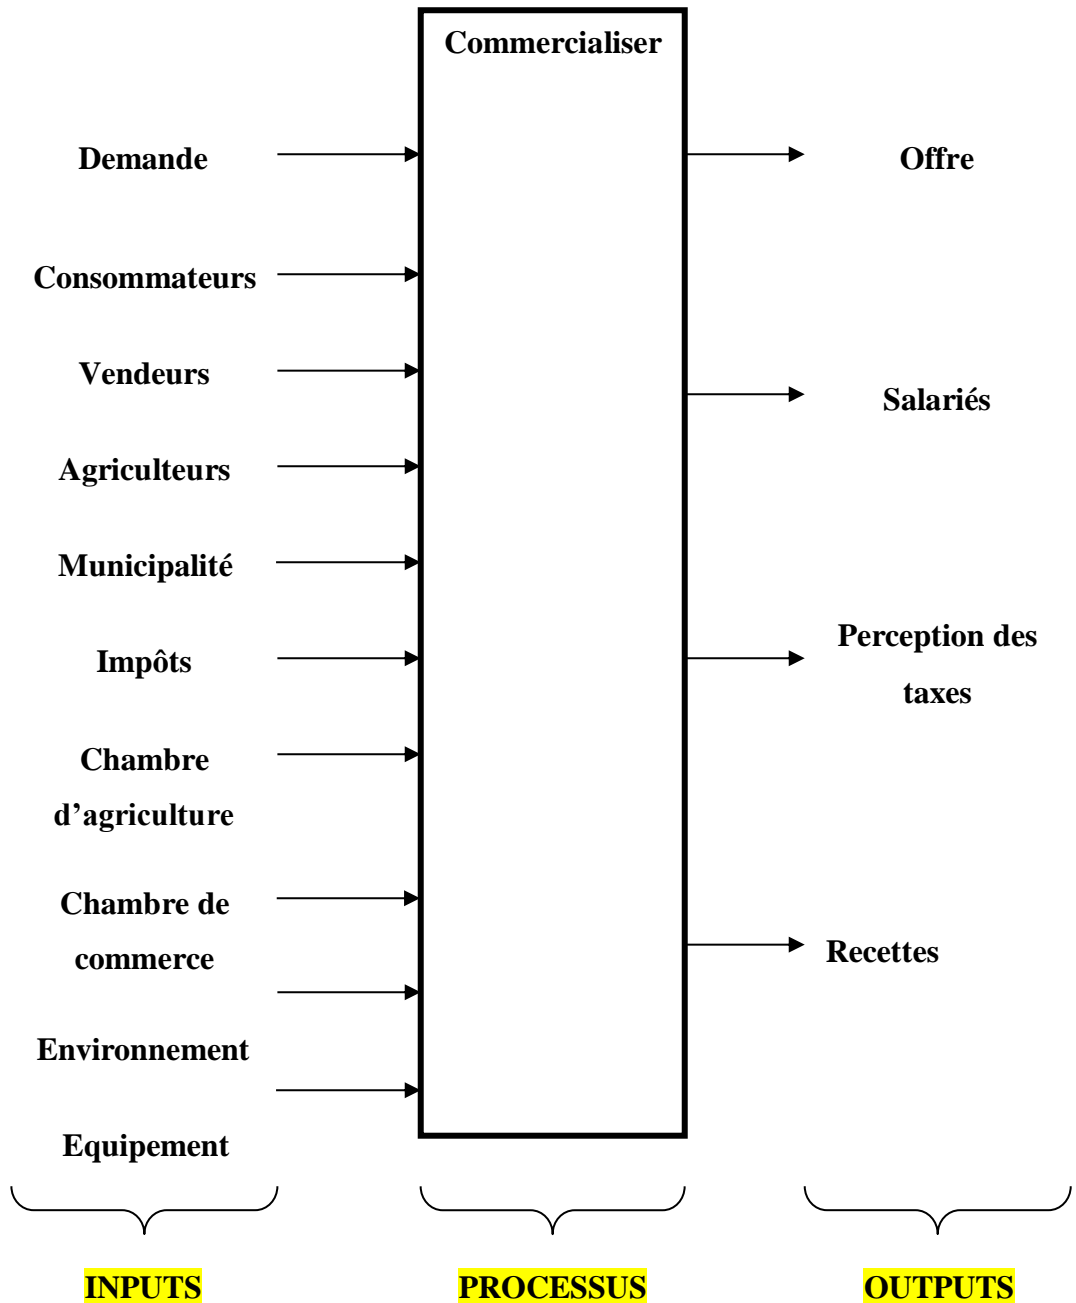 Commercialiser
Demande
Offre
Consommateurs
Vendeurs
Salariés
Agriculteurs
Municipalité
Perception des
taxes
Impôts
Chambre
d’agriculture
Chambre de
commerce
Recettes
Environnement
Equipement
INPUTS
PROCESSUS
OUTPUTS